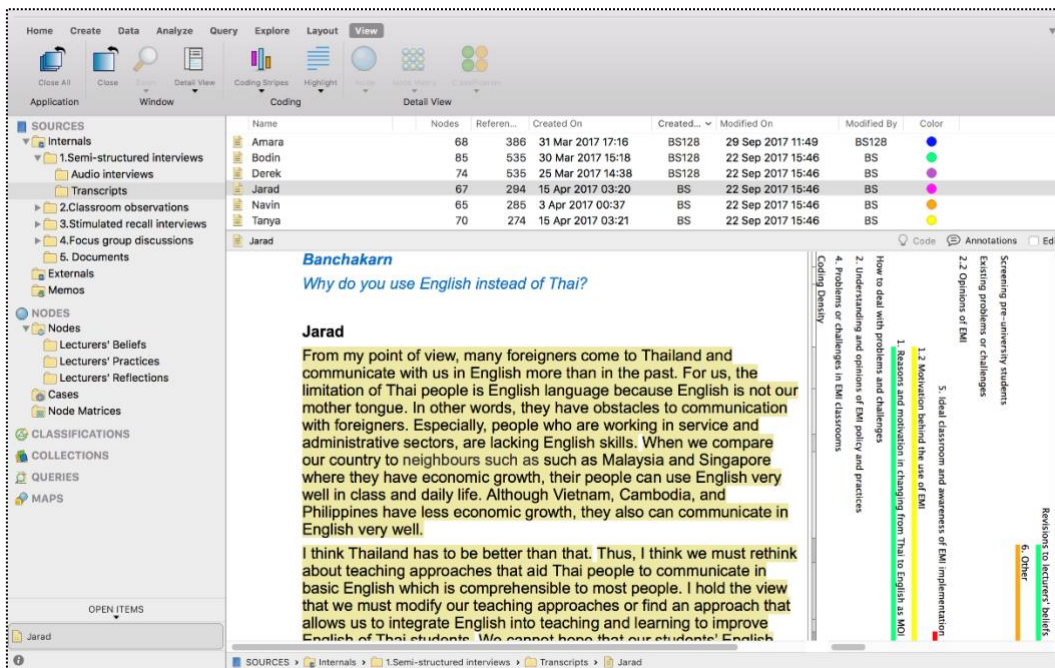 Home Create Data Analyze Query Explore Layout View
Close All Close Zoom Detail View Coding Stripes Highlight Node Node Matrix Classification
Application Window Coding Detail View
SOURCES
Internals
1.Semi-structured interviews
Audio interviews
Transcripts
2.Classroom observations
3.Stimulated recall interviews
4.Focus group discussions
5. Documents
Externals
Memos
NODES
Nodes
Lecturers' Beliefs
Lecturers' Practices
Lecturers' Reflections
Cases
Node Matrices
CLASSIFICATIONS
COLLECTIONS
QUERIES
MAPS
OPEN ITEMS
Jarad
Name Nodes Referen... Created On Created... Modified On Modified By Color
Amara 68 386 31 Mar 2017 17:16 BS128 29 Sep 2017 11:49 BS128
Bodin 85 535 30 Mar 2017 15:18 BS128 22 Sep 2017 15:46 BS
Derek 74 535 25 Mar 2017 14:38 BS128 22 Sep 2017 15:46 BS
Jarad 67 294 15 Apr 2017 03:20 BS 22 Sep 2017 15:46 BS
Navin 65 285 3 Apr 2017 00:37 BS 22 Sep 2017 15:46 BS
Tanya 70 274 15 Apr 2017 03:21 BS 22 Sep 2017 15:46 BS
Jarad Code Annotations Edi
Banchakarn
Why do you use English instead of Thai?
Jarad
From my point of view, many foreigners come to Thailand and
communicate with us in English more than in the past. For us, the
limitation of Thai people is English language because English is not our
mother tongue. In other words, they have obstacles to communication
with foreigners. Especially, people who are working in service and
administrative sectors, are lacking English skills. When we compare
our country to neighbours such as such as Malaysia and Singapore
where they have economic growth, their people can use English very
well in class and daily life. Although Vietnam, Cambodia, and
Philippines have less economic growth, they also can communicate in
English very well.
I think Thailand has to be better than that. Thus, I think we must rethink
about teaching approaches that aid Thai people to communicate in
basic English which is comprehensible to most people. I hold the view
that we must modify our teaching approaches or find an approach that
allows us to integrate English into teaching and learning to improve
English of Thai students. We cannot hope that our students' English
Coding Density
4. Problems or challenges in EMI classrooms
2. Understanding and opinions of EMI policy and practices
How to deal with problems and challenges
1. Reasons and motivation in changing from Thai to English as MOI
1.2 Motivation behind the use of EMI
5. Ideal classroom and awareness of EMI implementation
2.2 Opinions of EMI
Existing problems or challenges
Screening pre-university students
6. Other
Revisions to lecturers' beliefs
SOURCES > Internals > 1.Semi-structured interviews > Transcripts > Jarad